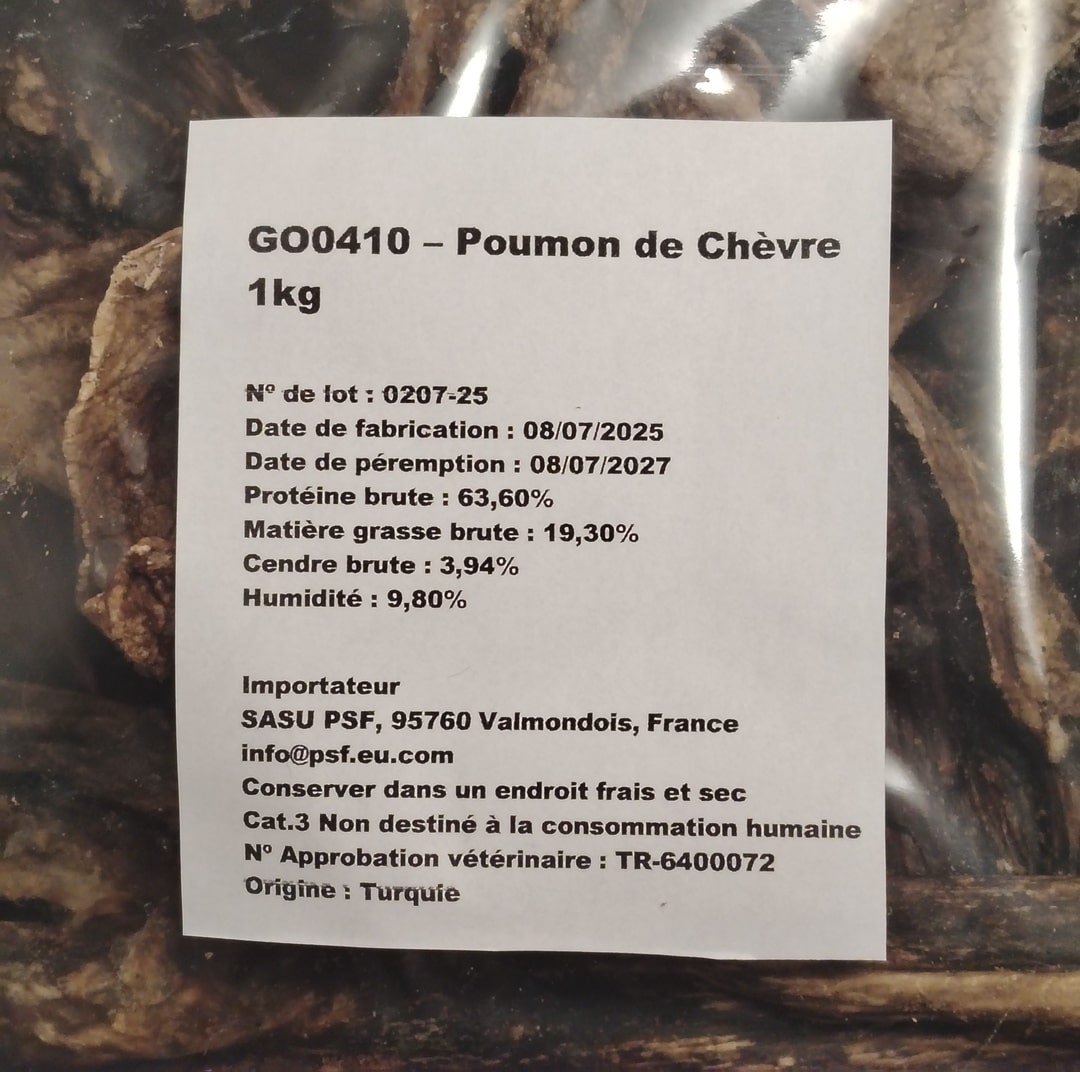 GO0410 – Poumon de Chèvre
1kg
Nº de lot : 0207-25
Date de fabrication : 08/07/2025
Date de péremption : 08/07/2027
Protéine brute : 63,60%
Matière grasse brute : 19,30%
Cendre brute : 3,94%
Humidité : 9,80%
Importateur
SASU PSF, 95760 Valmondois, France
info@psf.eu.com
Conserver dans un endroit frais et sec
Cat.3 Non destiné à la consommation humaine
Nº Approbation vétérinaire : TR-6400072
Origine : Turquie